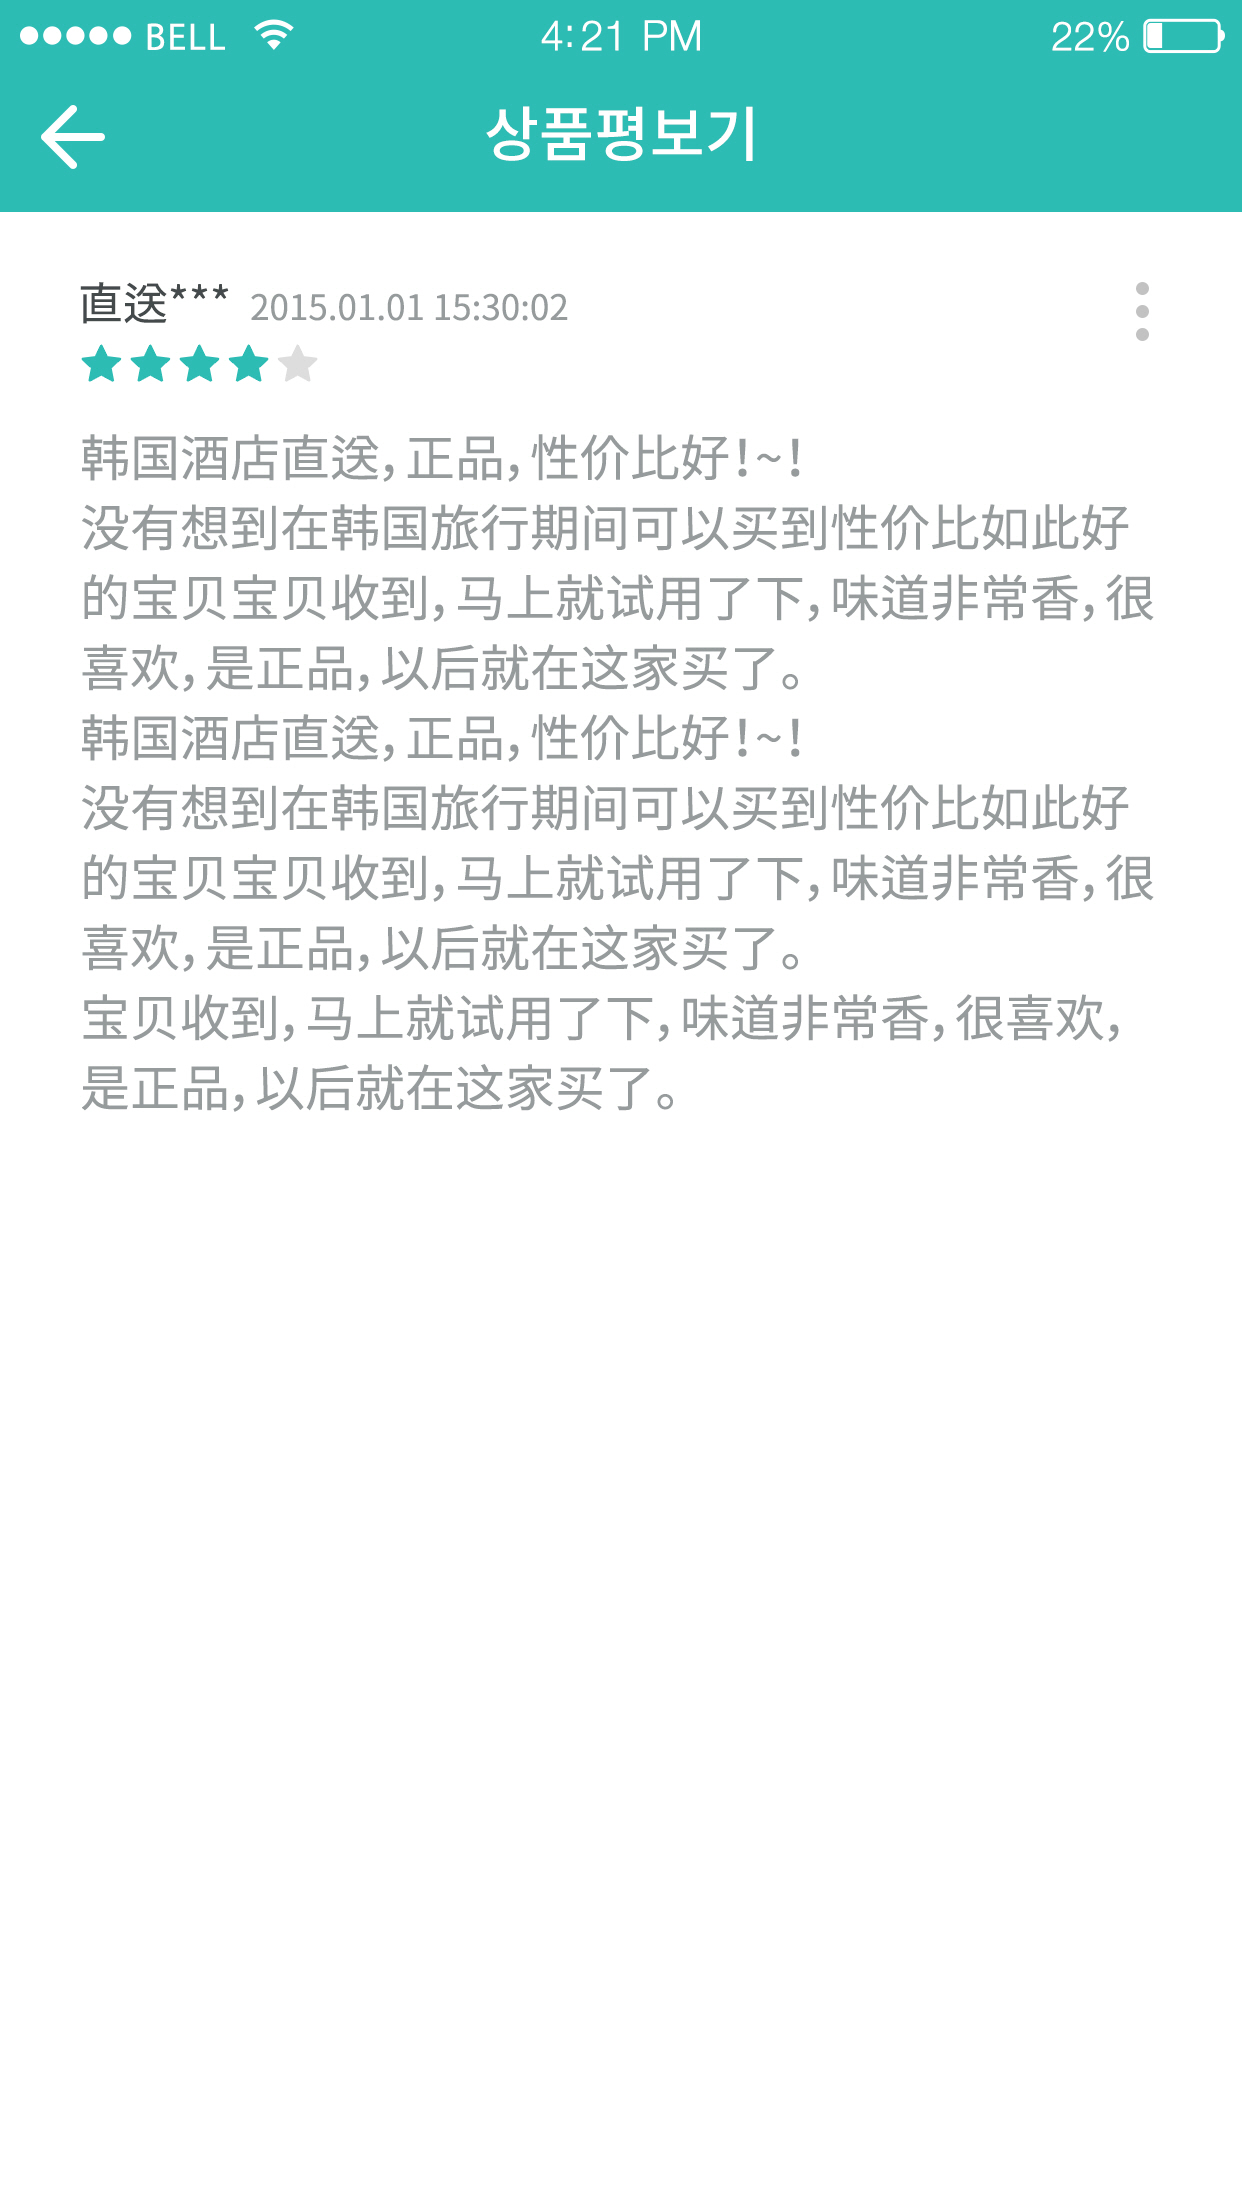 BELL 4:21 PM 22%
상품평보기
直送*** 2015.01.01 15:30:02
韩国酒店直送,正品,性价比好!~!
没有想到在韩国旅行期间可以买到性价比如此好
的宝贝宝贝收到,马上就试用了下,味道非常香,很
喜欢,是正品,以后就在这家买了。
韩国酒店直送,正品,性价比好!~!
没有想到在韩国旅行期间可以买到性价比如此好
的宝贝宝贝收到,马上就试用了下,味道非常香,很
喜欢,是正品,以后就在这家买了。
宝贝收到,马上就试用了下,味道非常香,很喜欢,
是正品,以后就在这家买了。